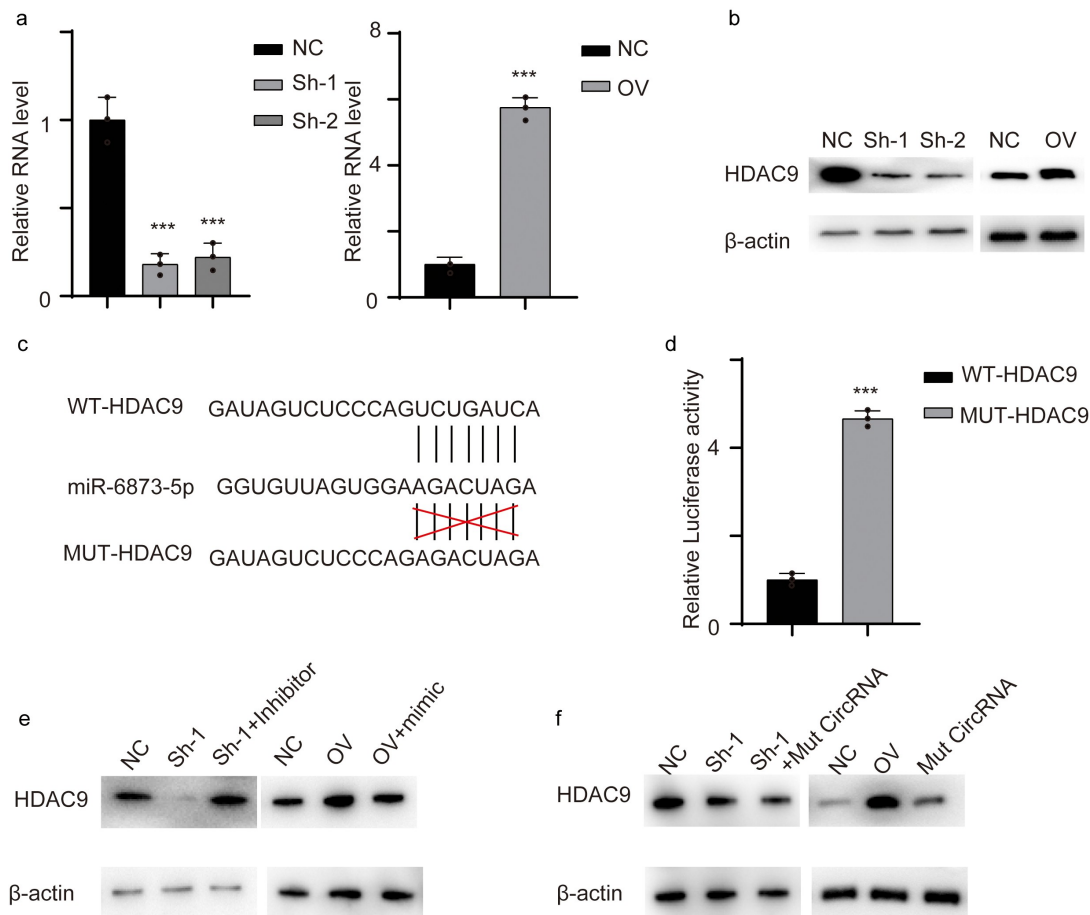 a
Relative RNA level
1
0
NC
Sh-1
Sh-2
***
***
Relative RNA level
8
4
0
NC
OV
***
b
NC Sh-1 Sh-2 NC OV
HDAC9
β-actin
c
WT-HDAC9 GAUAGUCUCCCAGUCUGAUCA
miR-6873-5p GGUGUUAGUGGAAGACUAGA
MUT-HDAC9 GAUAGUCUCCCAGAGACUAGA
d
Relative Luciferase activity
4
0
WT-HDAC9
MUT-HDAC9
***
e
NC Sh-1 Sh-1+Inhibitor NC OV OV+mimic
HDAC9
β-actin
f
NC Sh-1 Sh-1
+Mut CircRNA
NC OV Mut CircRNA
HDAC9
β-actin